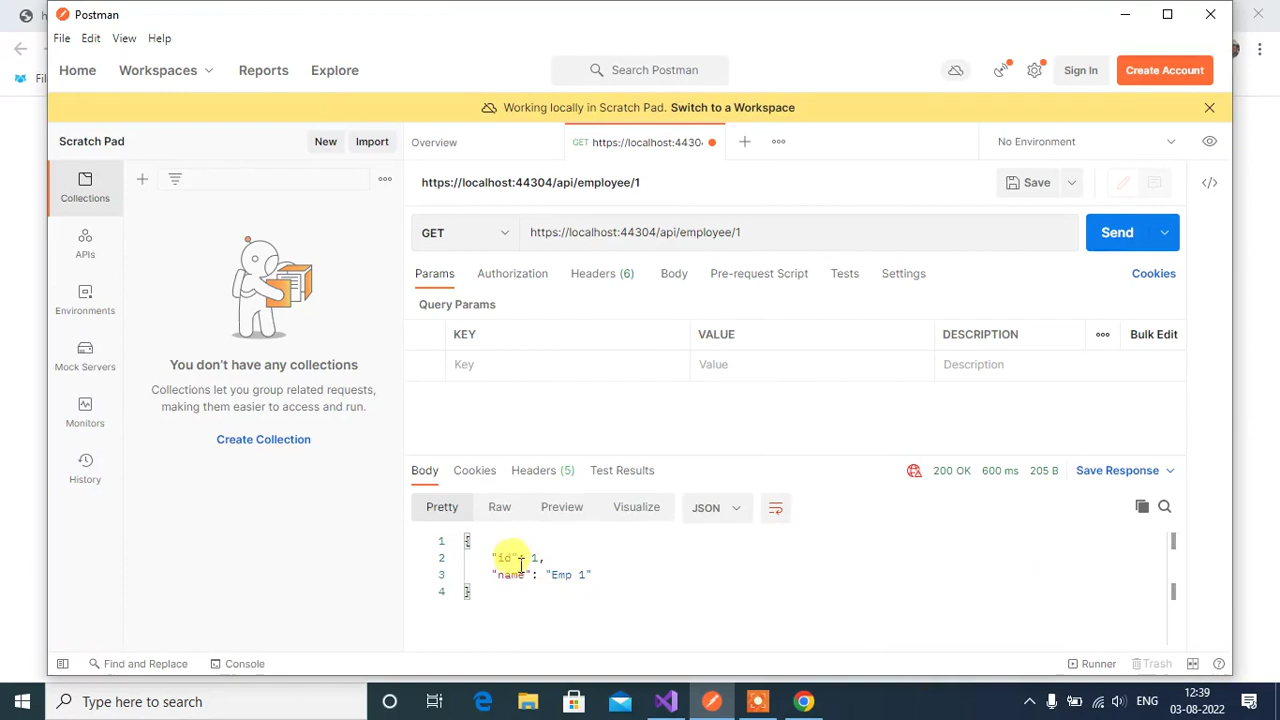 h
Postman
File Edit View Help
Home Workspaces Reports Explore Search Postman Sign In Create Account
Working locally in Scratch Pad. Switch to a Workspace
Scratch Pad New Import Overview GET https://localhost:44304 No Environment
Collections
https://localhost:44304/api/employee/1 Save
GET https://localhost:44304/api/employee/1 Send
APIs
Params Authorization Headers (6) Body Pre-request Script Tests Settings Cookies
Environments
Query Params
KEY VALUE DESCRIPTION Bulk Edit
Key Value Description
Mock Servers
You don't have any collections
Collections let you group related requests,
making them easier to access and run.
Monitors
Create Collection
History
Body Cookies Headers (5) Test Results 200 OK 600 ms 205 B Save Response
Pretty Raw Preview Visualize JSON
1 {
2 "id": 1,
3 "name": "Emp 1"
4 }
Find and Replace Console Runner Trash
Type here to search ENG 12:39
03-08-2022